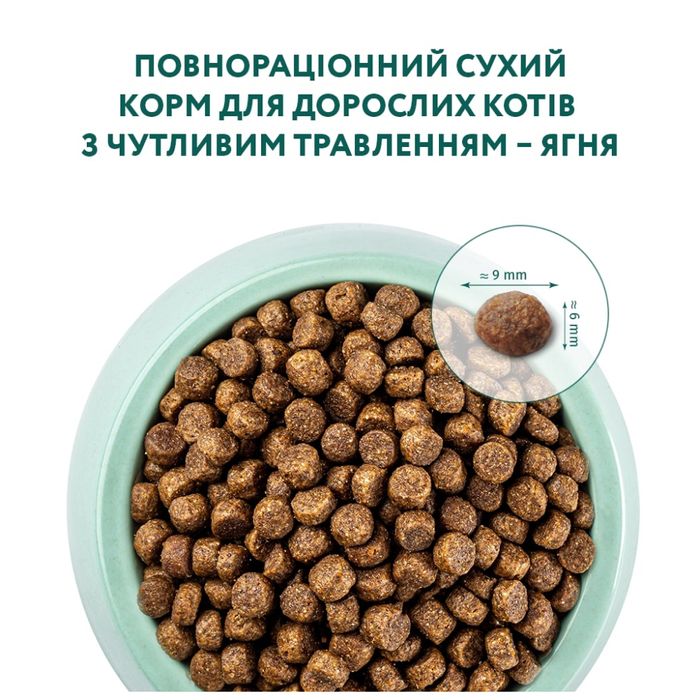 ПОВНОРАЦІОННИЙ СУХИЙ
КОРМ ДЛЯ ДОРОСЛИХ КОТІВ
З ЧУТЛИВИМ ТРАВЛЕННЯМ – ЯГНЯ
≈ 9 mm
≈ 6 mm